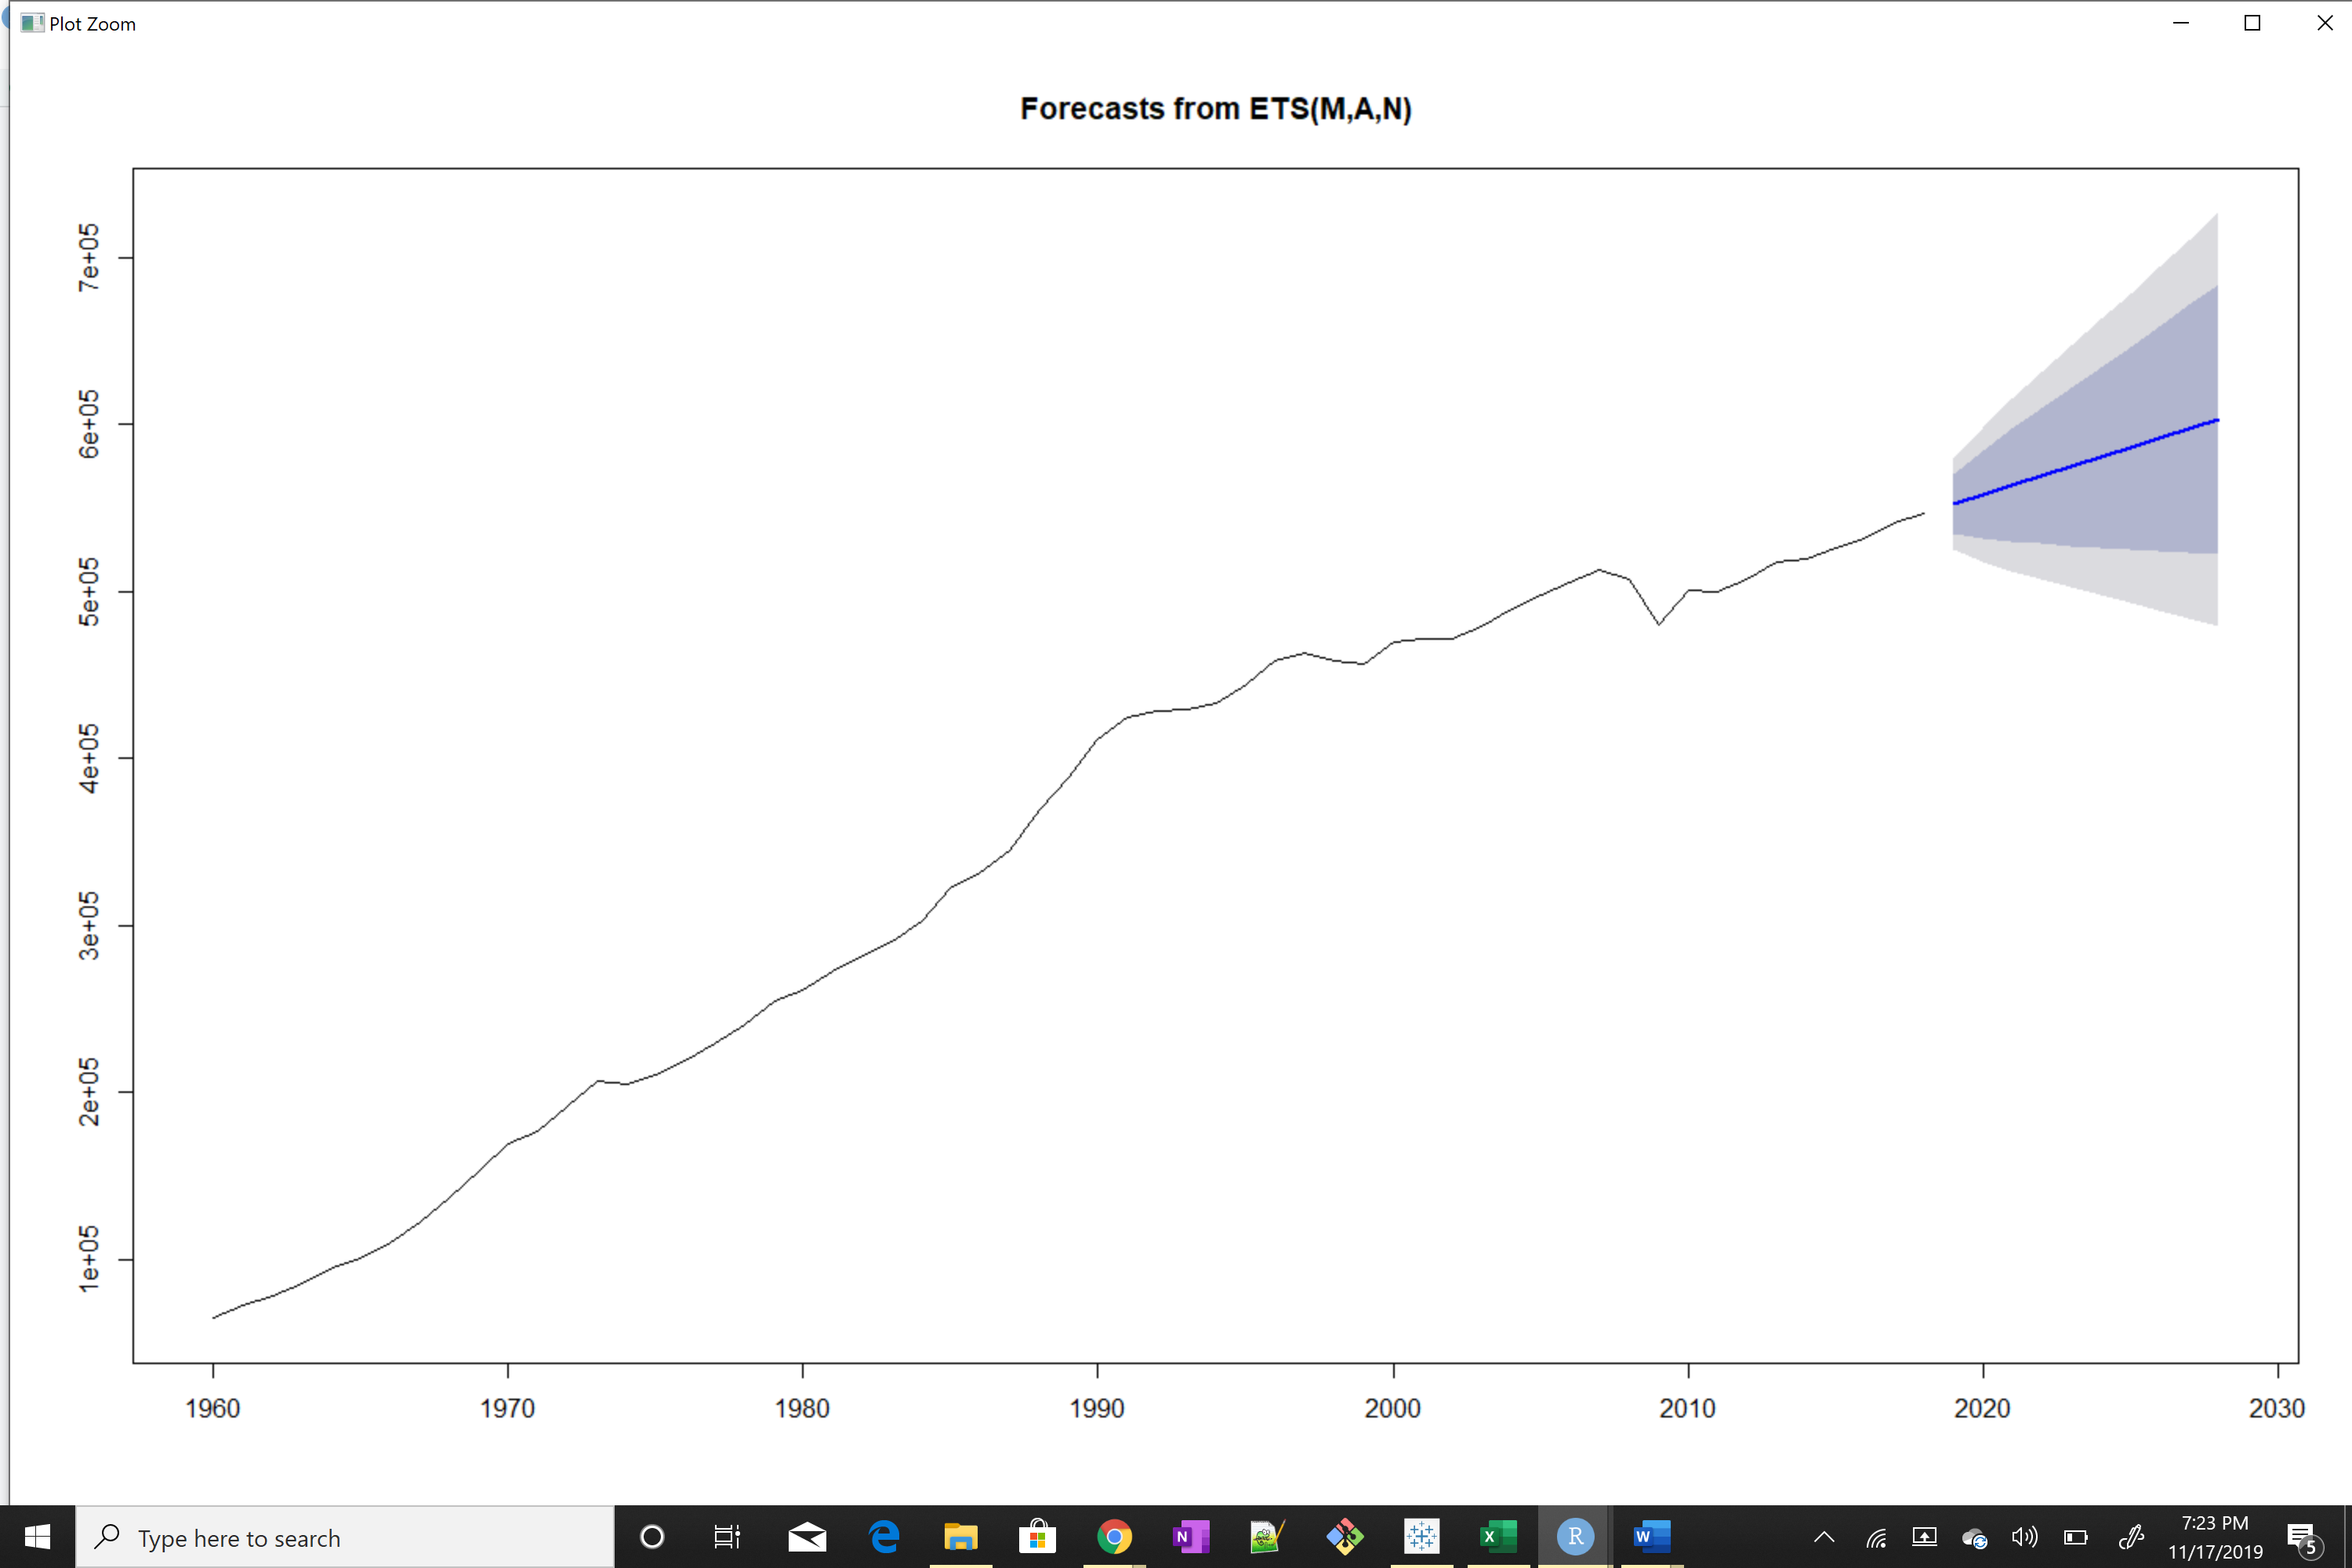 Plot Zoom
Forecasts from ETS(M,A,N)
7e+05
6e+05
5e+05
4e+05
3e+05
2e+05
1e+05
1960 1970 1980 1990 2000 2010 2020 2030
Type here to search
N
X
R
W
7:23 PM
11/17/2019
5